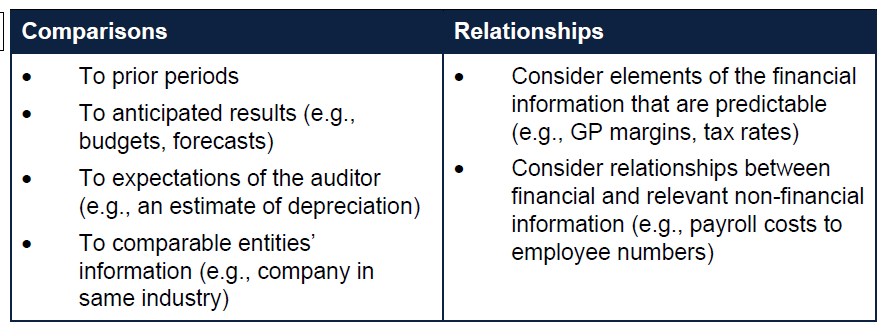 Comparisons
• To prior periods
• To anticipated results (e.g.,
budgets, forecasts)
• To expectations of the auditor
(e.g., an estimate of depreciation)
• To comparable entities’
information (e.g., company in
same industry)
Relationships
• Consider elements of the financial
information that are predictable
(e.g., GP margins, tax rates)
• Consider relationships between
financial and relevant non-financial
information (e.g., payroll costs to
employee numbers)